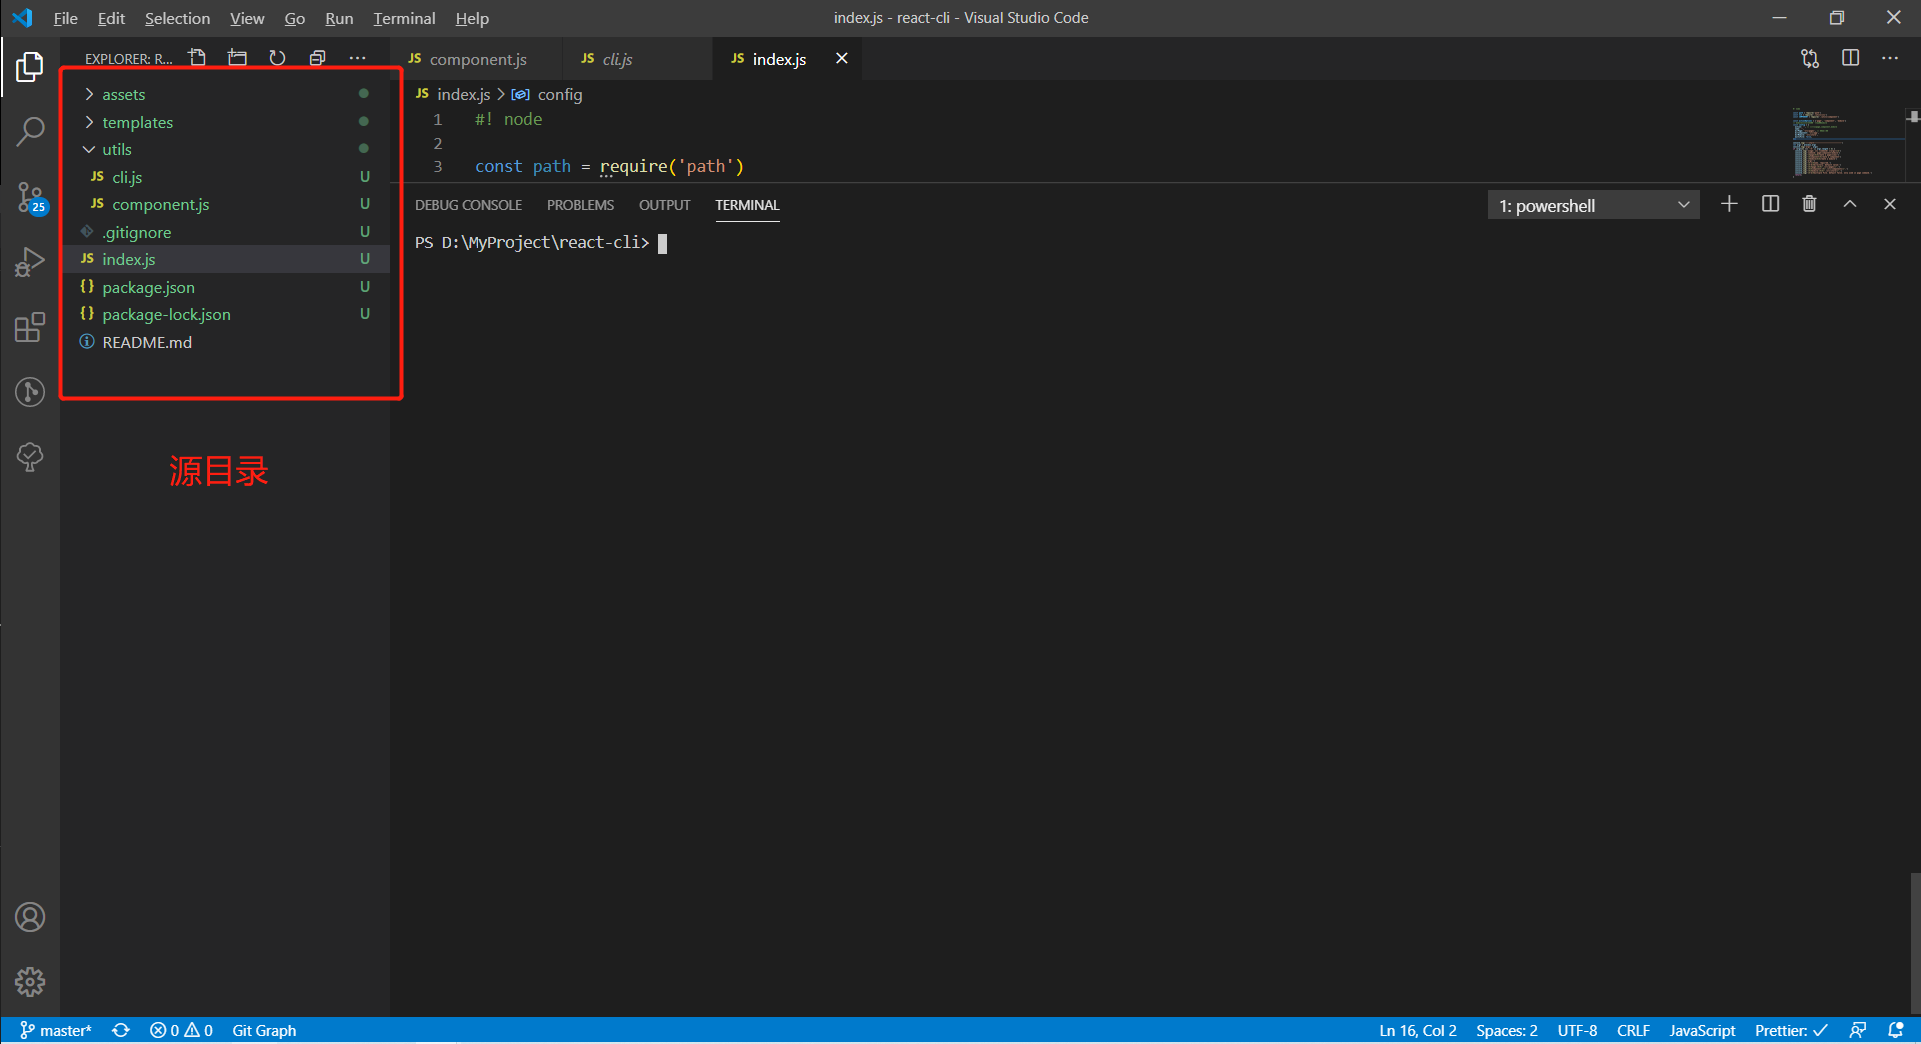 File Edit Selection View Go Run Terminal Help
index.js - react-cli - Visual Studio Code
EXPLORER: R...
JS component.js
JS cli.js
JS index.js
assets
templates
utils
JS cli.js U
JS component.js U
.gitignore U
JS index.js U
{} package.json U
{} package-lock.json U
README.md
源目录
25
JS index.js > config
1 #! node
2
3 const path = require('path')
DEBUG CONSOLE PROBLEMS OUTPUT TERMINAL
1: powershell
PS D:\MyProject\react-cli>
master* 0 0 Git Graph
Ln 16, Col 2 Spaces: 2 UTF-8 CRLF JavaScript Prettier: ✓